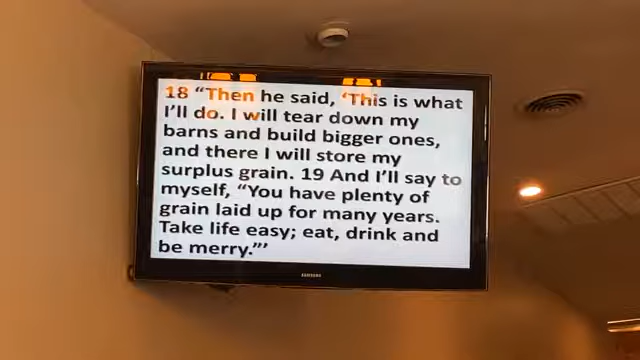 18 “Then he said, ‘This is what
I’ll do. I will tear down my
barns and build bigger ones,
and there I will store my
surplus grain. 19 And I’ll say to
myself, “You have plenty of
grain laid up for many years.
Take life easy; eat, drink and
be merry.”’
SAMSUNG